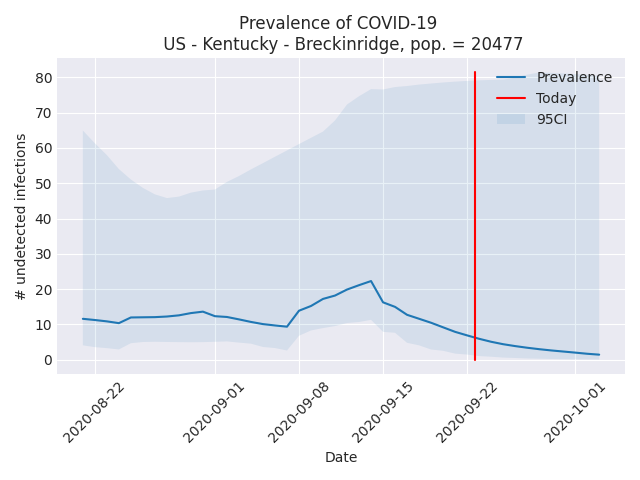 Prevalence of COVID-19
US - Kentucky - Breckinridge, pop. = 20477
# undetected infections
80
70
60
50
40
30
20
10
0
Prevalence
Today
95CI
2020-08-22
2020-09-01
2020-09-08
2020-09-15
2020-09-22
2020-10-01
Date